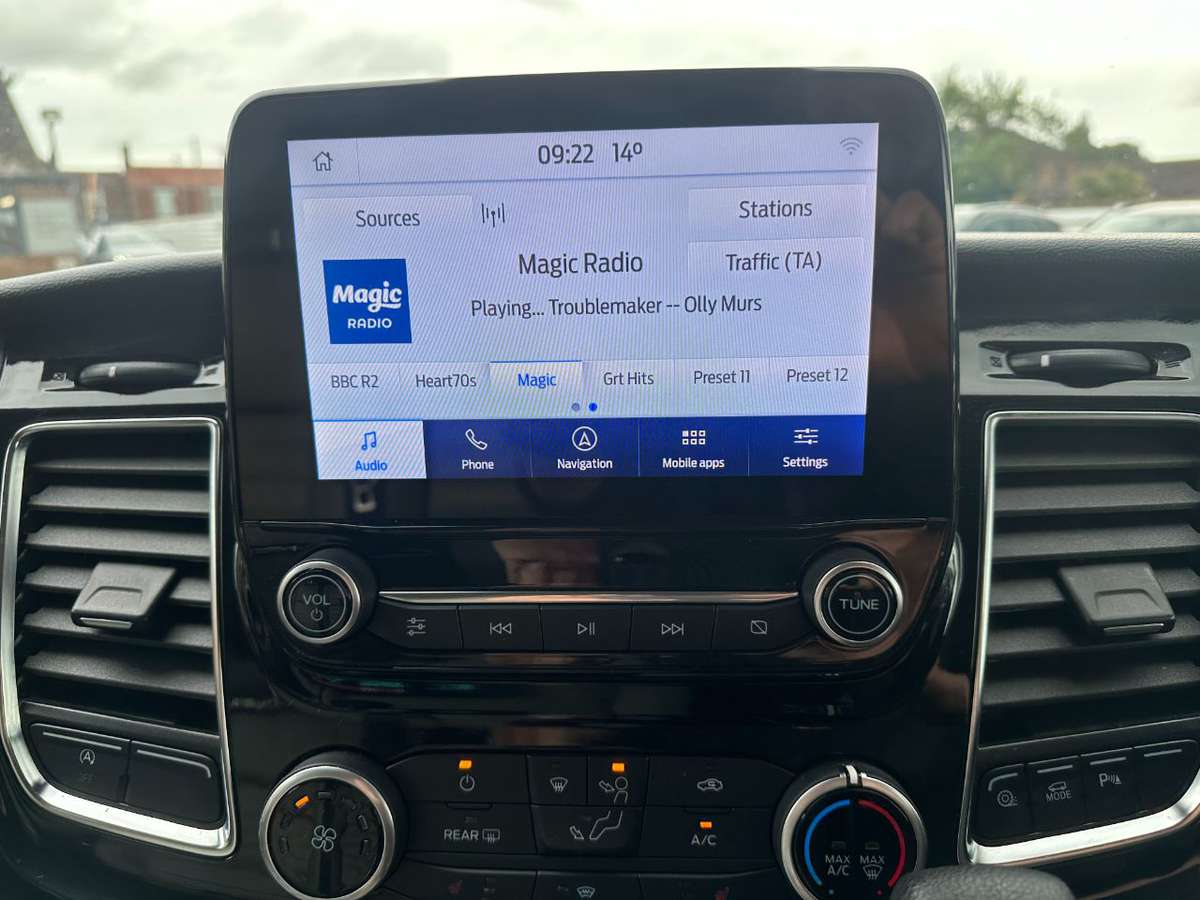 09:22 14º
Sources
Stations
Magic Radio
Traffic (TA)
Magic
RADIO
Playing... Troublemaker -- Olly Murs
BBC R2 Heart70s Magic Grt Hits Preset 11 Preset 12
Audio Phone Navigation Mobile apps Settings
VOL
TUNE
A
OFF
P
MODE
REAR
A/C
MAX
A/C
MAX